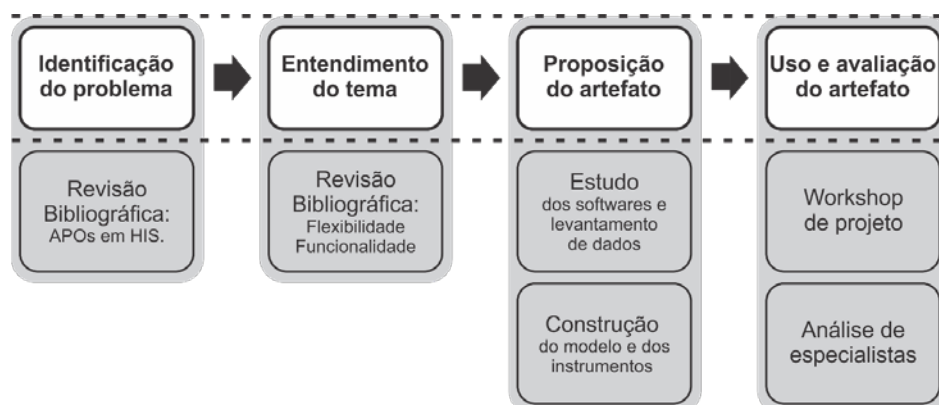 Identificação
do problema
Entendimento
do tema
Proposição
do artefato
Uso e avaliação
do artefato
Revisão
Bibliográfica:
APOs em HIS.
Revisão
Bibliográfica:
Flexibilidade
Funcionalidade
Estudo
dos softwares e
levantamento
de dados
Construção
do modelo e dos
instrumentos
Workshop
de projeto
Análise de
especialistas